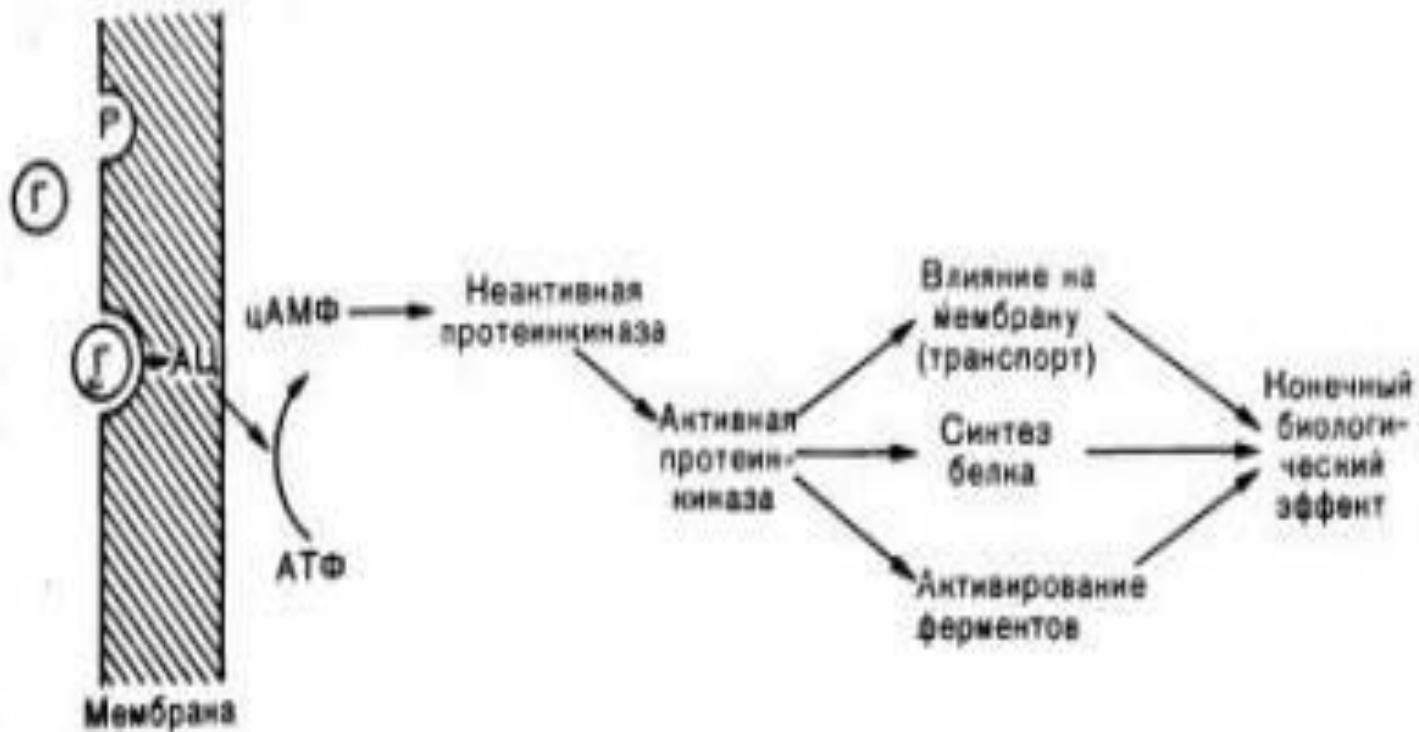 Р
Г
Г
АЦ
цАМФ
АТФ
Мембрана
Неактивная
протеинкиназа
Активная
протеин-
киназа
Влияние на
мембрану
(транспорт)
Синтез
белка
Активирование
ферментов
Конечный
биологи-
ческий
эффект